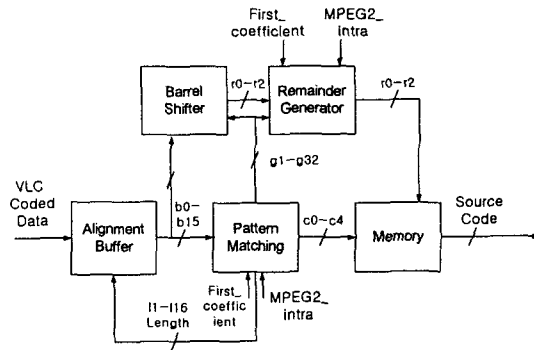 First_
coefficient
MPEG2_
intra
Barrel
Shifter
r0-r2
Remainder
Generator
r0-r2
g1-g32
VLC
Coded
Data
b0-
b15
Alignment
Buffer
Pattern
Matching
c0-c4
Memory
Source
Code
l1-l16
Length
First_
coeffic
ient
MPEG2_
intra